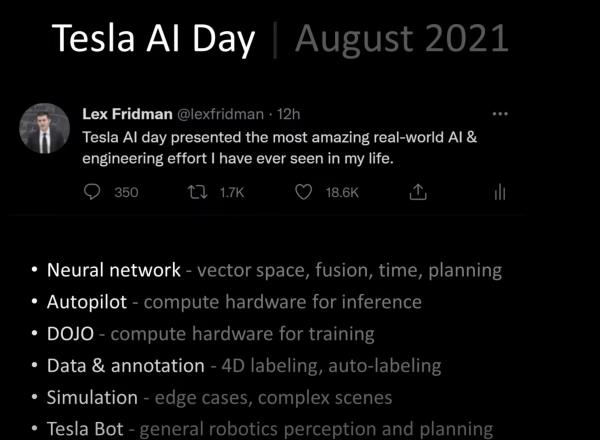 Tesla AI Day | August 2021
Lex Fridman @lexfridman · 12h
Tesla AI day presented the most amazing real-world AI &
engineering effort I have ever seen in my life.
350 1.7K 18.6K
• Neural network - vector space, fusion, time, planning
• Autopilot - compute hardware for inference
• DOJO - compute hardware for training
• Data & annotation - 4D labeling, auto-labeling
• Simulation - edge cases, complex scenes
• Tesla Bot - general robotics perception and planning